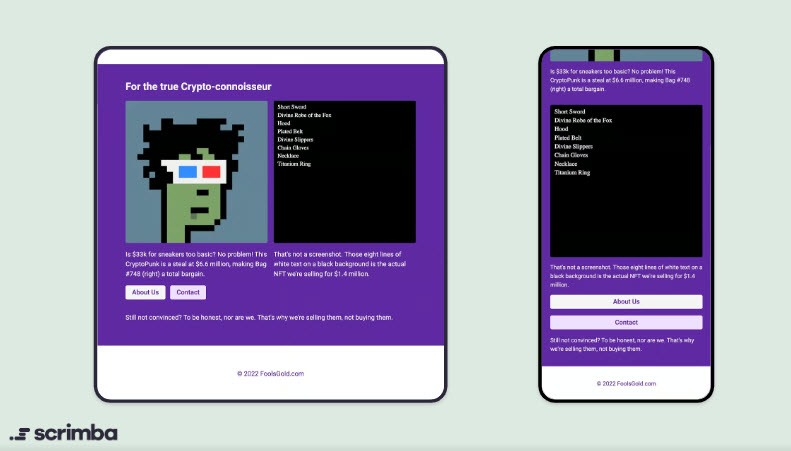 For the true Crypto-connoisseur
Short Sword
Divine Robe of the Fox
Hood
Plated Belt
Divine Slippers
Chain Gloves
Necklace
Titanium Ring
Is $33k for sneakers too basic? No problem! This
CryptoPunk is a steal at $6.6 million, making Bag
#748 (right) a total bargain.
That's not a screenshot. Those eight lines of
white text on a black background is the actual
NFT we're selling for $1.4 million.
About Us
Contact
Still not convinced? To be honest, nor are we. That's why we're selling them, not buying them.
© 2022 FoolsGold.com
Is $33k for sneakers too basic? No problem! This
CryptoPunk is a steal at $6.6 million, making Bag #748
(right) a total bargain.
Short Sword
Divine Robe of the Fox
Hood
Plated Belt
Divine Slippers
Chain Gloves
Necklace
Titanium Ring
That's not a screenshot. Those eight lines of white text on a
black background is the actual NFT we're selling for $1.4
million.
About Us
Contact
Still not convinced? To be honest, nor are we. That's why
we're selling them, not buying them.
© 2022 FoolsGold.com
scrimba